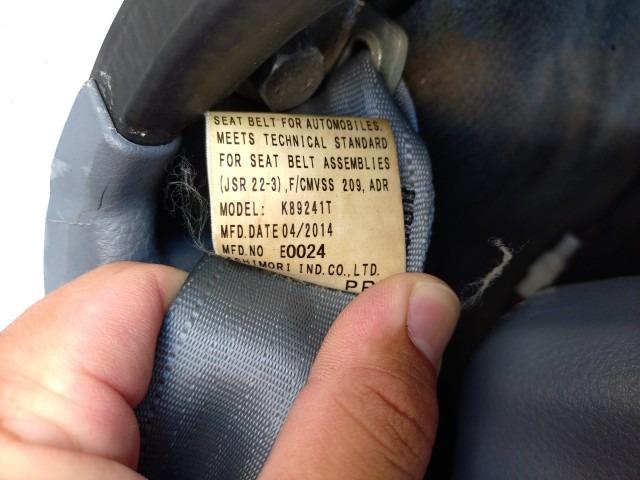 SEAT BELT FOR AUTOMOBILES.
MEETS TECHNICAL STANDARD
FOR SEAT BELT ASSEMBLIES
(JSR 22-3),F/CMVSS 209, ADR
MODEL: K89241T
MFD.DATE 04/2014
MFD.NO E0024
ASHIMORI IND.CO.,LTD.